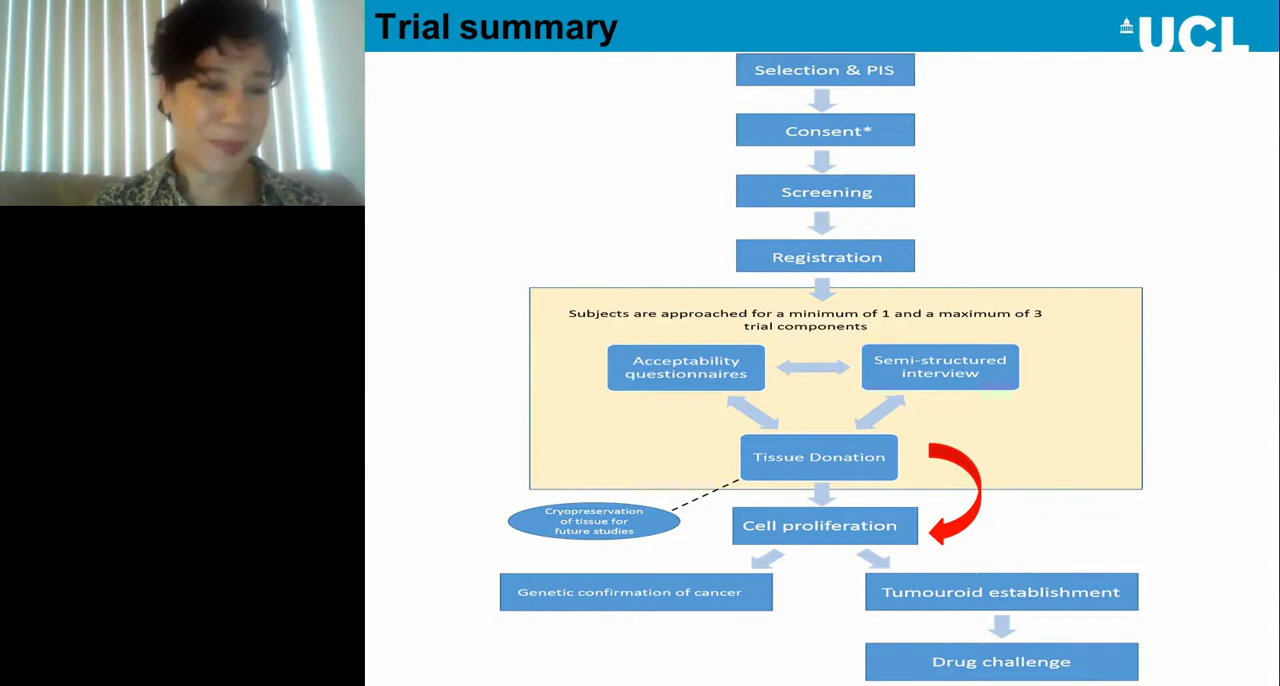 Trial summary
UCL
Selection & PIS
Consent*
Screening
Registration
Subjects are approached for a minimum of 1 and a maximum of 3
trial components
Acceptability
questionnaires
Semi-structured
interview
Tissue Donation
Cryopreservation
of tissue for
future studies
Cell proliferation
Genetic confirmation of cancer
Tumouroid establishment
Drug challenge